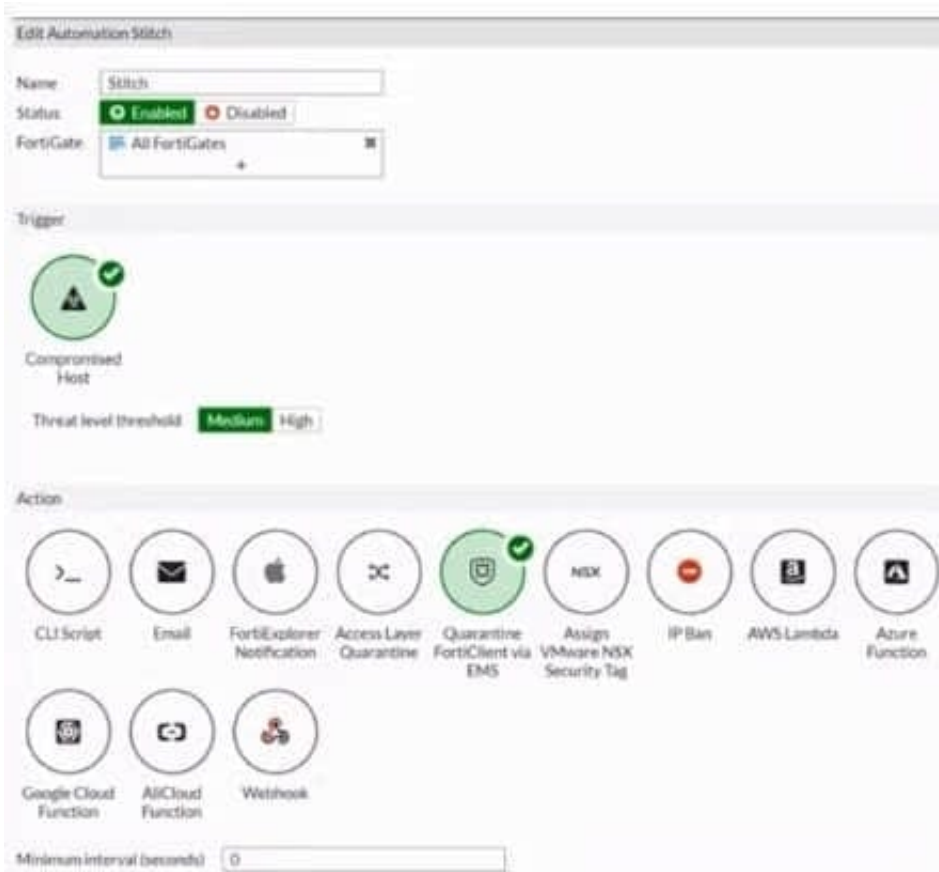 Edit Automation Stitch
Name Stitch
Status Enabled Disabled
FortiGate All FortiGates
+
Trigger
Compromised
Host
Threat level threshold Medium High
Action
>_ NSX a
CLI Script Email FortiExplorer Notification Access Layer Quarantine Quarantine FortiClient via EMS Assign VMware NSX Security Tag IP Ban AWS Lambda Azure Function
Google Cloud Function AliCloud Function Webhook
Minimum interval (seconds) 0